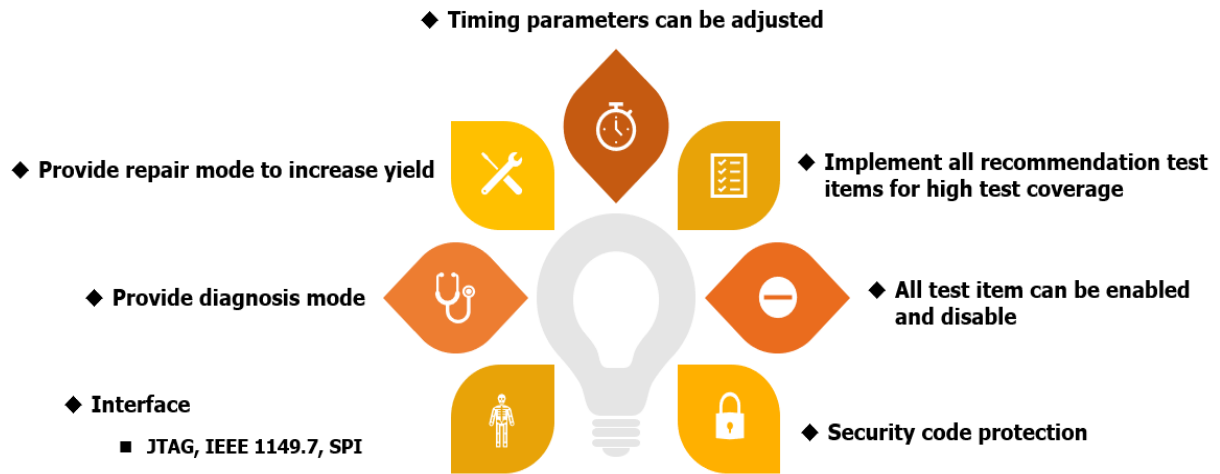 ◆ Timing parameters can be adjusted
◆ Provide repair mode to increase yield
◆ Implement all recommendation test
items for high test coverage
◆ Provide diagnosis mode
◆ All test item can be enabled
and disable
◆ Interface
■ JTAG, IEEE 1149.7, SPI
◆ Security code protection